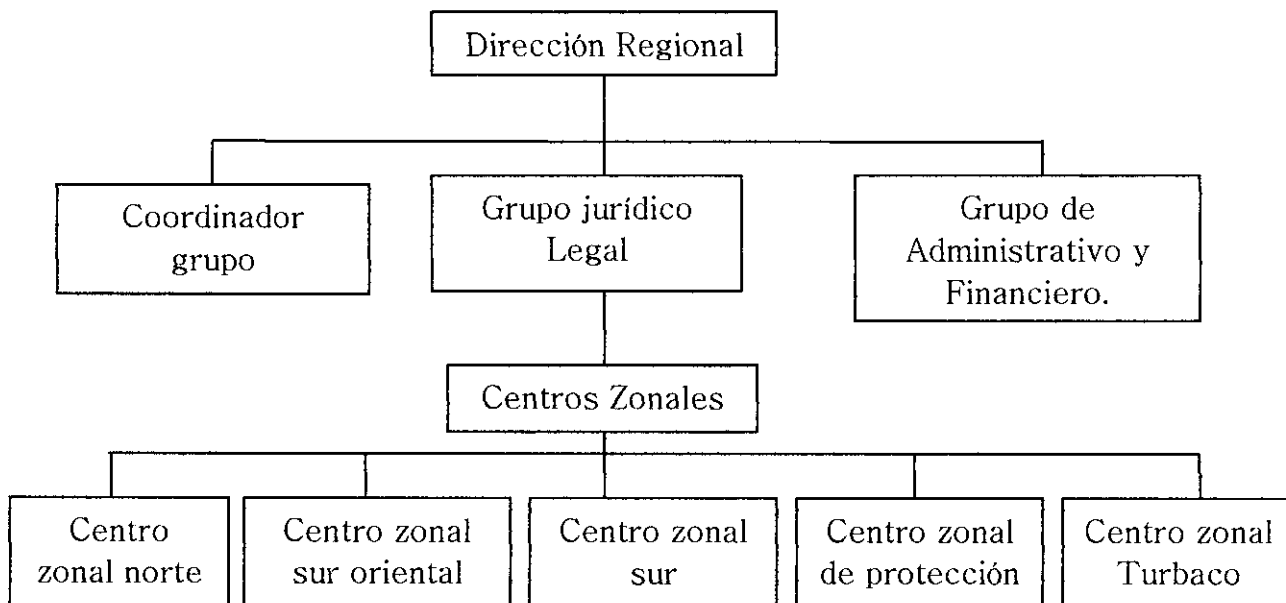 Dirección Regional
Coordinador
grupo
Grupo jurídico
Legal
Grupo de
Administrativo y
Financiero.
Centros Zonales
Centro
zonal norte
Centro zonal
sur oriental
Centro zonal
sur
Centro zonal
de protección
Centro zonal
Turbaco